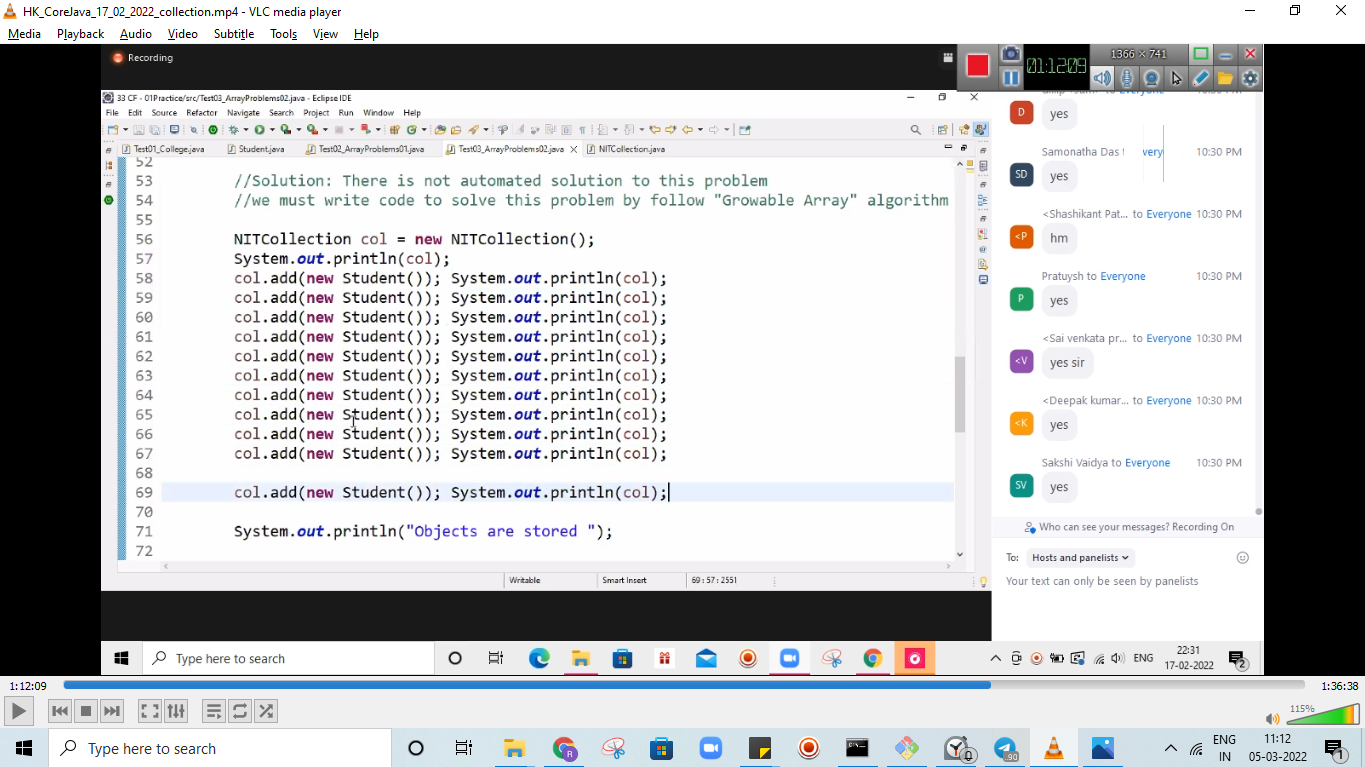 HK_CoreJava_17_02_2022_collection.mp4 - VLC media player
Media Playback Audio Video Subtitle Tools View Help
Recording
01:12:09
1366 × 741
33 CF - 01Practice/src/Test03_ArrayProblems02.java - Eclipse IDE
File Edit Source Refactor Navigate Search Project Run Window Help
Test01_College.java Student.java Test02_ArrayProblems01.java Test03_ArrayProblems02.java NITCollection.java
52
53 //Solution: There is not automated solution to this problem
54 //we must write code to solve this problem by follow "Growable Array" algorithm
55
56 NITCollection col = new NITCollection();
57 System.out.println(col);
58 col.add(new Student()); System.out.println(col);
59 col.add(new Student()); System.out.println(col);
60 col.add(new Student()); System.out.println(col);
61 col.add(new Student()); System.out.println(col);
62 col.add(new Student()); System.out.println(col);
63 col.add(new Student()); System.out.println(col);
64 col.add(new Student()); System.out.println(col);
65 col.add(new Student()); System.out.println(col);
66 col.add(new Student()); System.out.println(col);
67 col.add(new Student()); System.out.println(col);
68
69 col.add(new Student()); System.out.println(col);
70
71 System.out.println("Objects are stored ");
72
Writable Smart Insert 69 : 57 : 2551
D yes
Samonatha Das very 10:30 PM
SD yes
<Shashikant Pat... to Everyone 10:30 PM
<P hm
Pratuysh to Everyone 10:30 PM
P yes
<Sai venkata pr... to Everyone 10:30 PM
<V yes sir
<Deepak kumar... to Everyone 10:30 PM
<K yes
Sakshi Vaidya to Everyone 10:30 PM
SV yes
Who can see your messages? Recording On
To: Hosts and panelists
Your text can only be seen by panelists
Type here to search
ENG
22:31
17-02-2022
2
1:12:09
1:36:38
115%
Type here to search
90
ENG
IN
11:12
05-03-2022
1